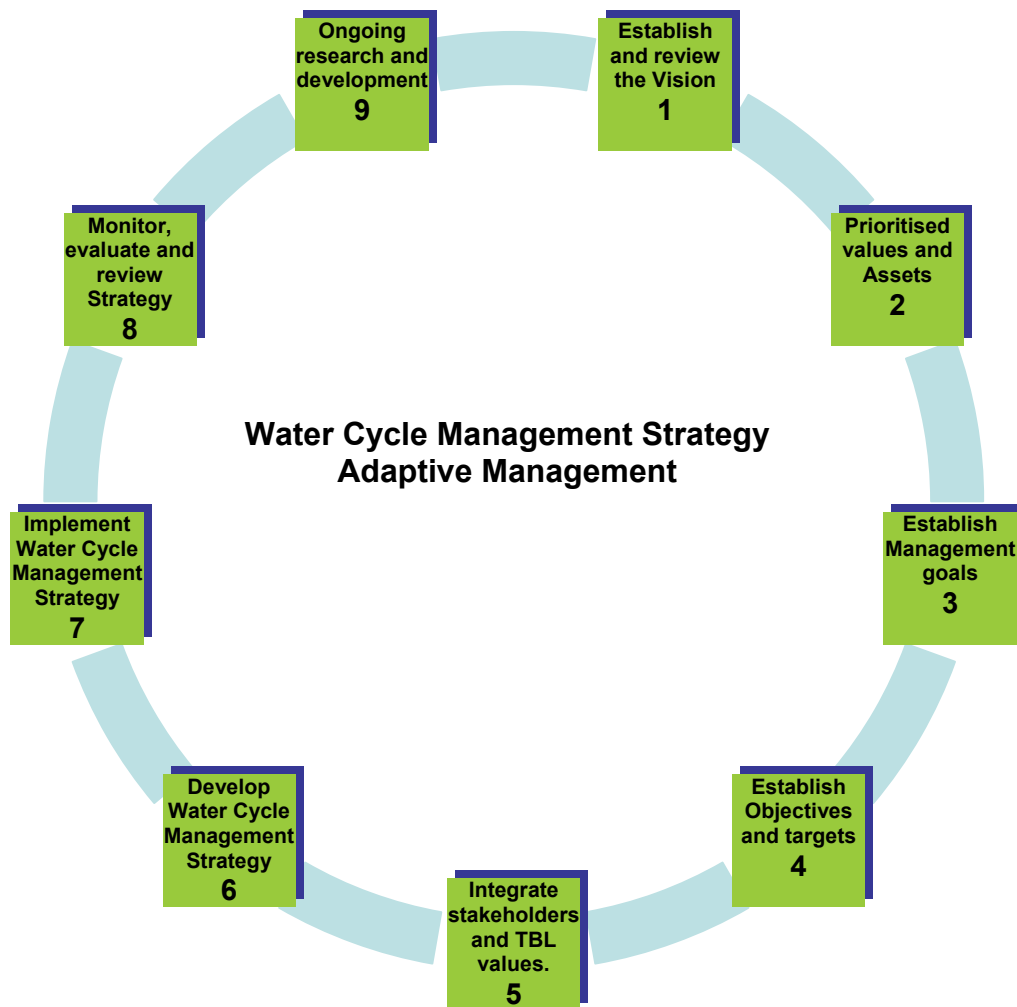 Establish
and review
the Vision
1
Prioritised
values and
Assets
2
Establish
Management
goals
3
Establish
Objectives
and targets
4
Integrate
stakeholders
and TBL
values.
5
Develop
Water Cycle
Management
Strategy
6
Implement
Water Cycle
Management
Strategy
7
Monitor,
evaluate and
review
Strategy
8
Ongoing
research and
development
9
Water Cycle Management Strategy
Adaptive Management